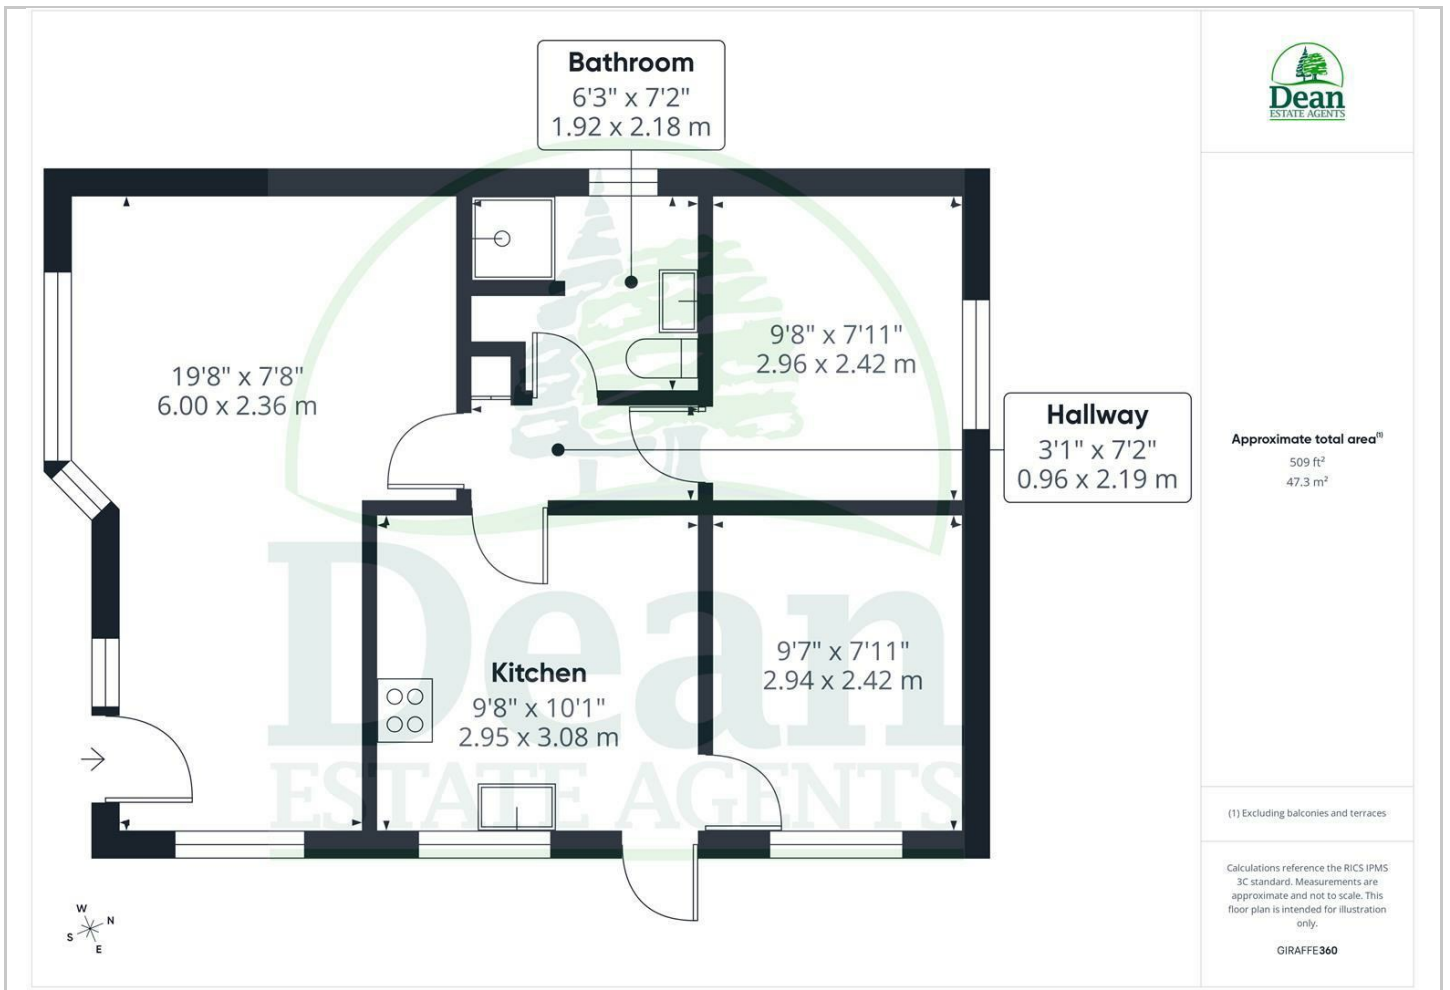 Bathroom
6'3" x 7'2"
1.92 x 2.18 m
Dean
ESTATE AGENTS
19'8" x 7'8"
6.00 x 2.36 m
9'8" x 7'11"
2.96 x 2.42 m
Hallway
3'1" x 7'2"
0.96 x 2.19 m
Kitchen
9'8" x 10'1"
2.95 x 3.08 m
9'7" x 7'11"
2.94 x 2.42 m
Dean
ESTATE AGENTS
W
N
S
E
Approximate total area⁽¹⁾
509 ft²
47.3 m²
(1) Excluding balconies and terraces
Calculations reference the RICS IPMS
3C standard. Measurements are
approximate and not to scale. This
floor plan is intended for illustration
only.
GIRAFFE360